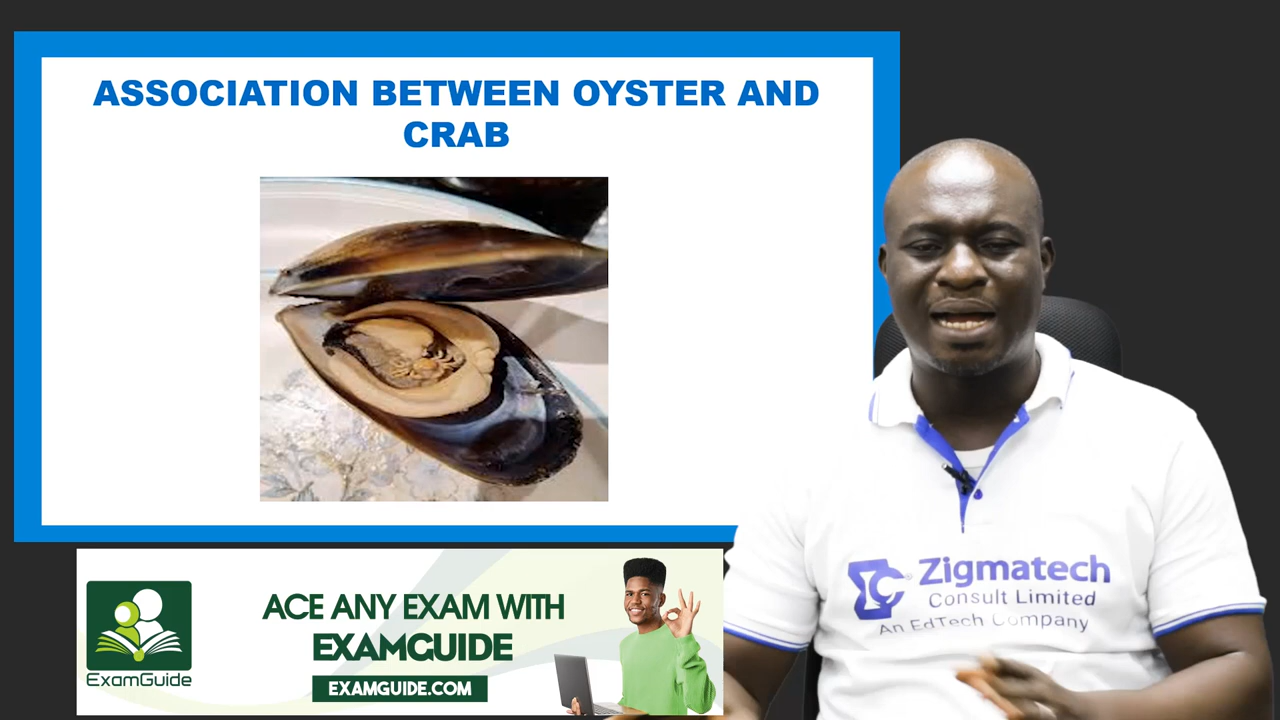 ASSOCIATION BETWEEN OYSTER AND
CRAB
Zigmatech
Consult Limited
An EdTech Company
ACE ANY EXAM WITH
EXAMGUIDE
EXAMGUIDE.COM
ExamGuide